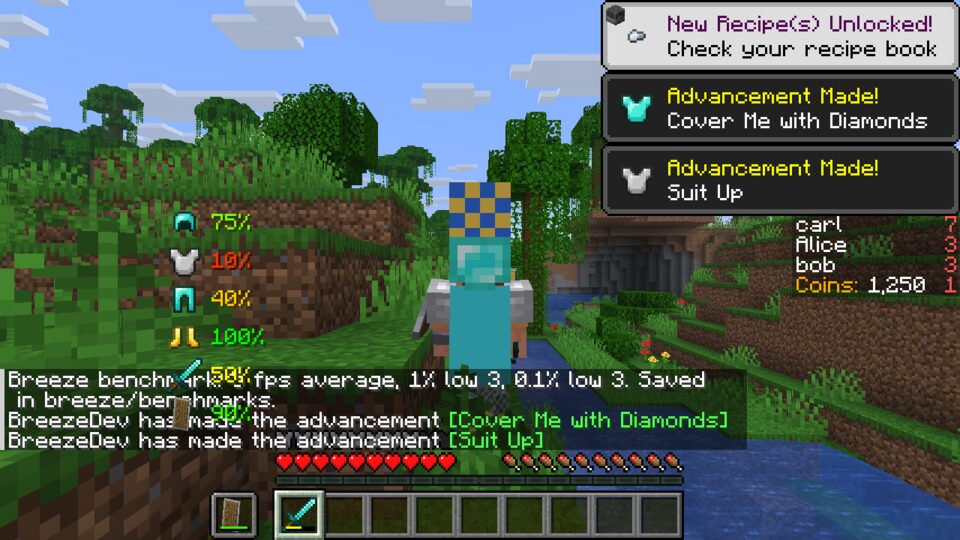 New Recipe(s) Unlocked!
Check your recipe book
Advancement Made!
Cover Me with Diamonds
Advancement Made!
Suit Up
carl 7
Alice 3
bob 3
Coins: 1,250 1
75%
10%
40%
100%
50%
90%
Breeze benchmark: fps average, 1% low 3, 0.1% low 3. Saved
in breeze/benchmarks.
BreezeDev has made the advancement [Cover Me with Diamonds]
BreezeDev has made the advancement [Suit Up]